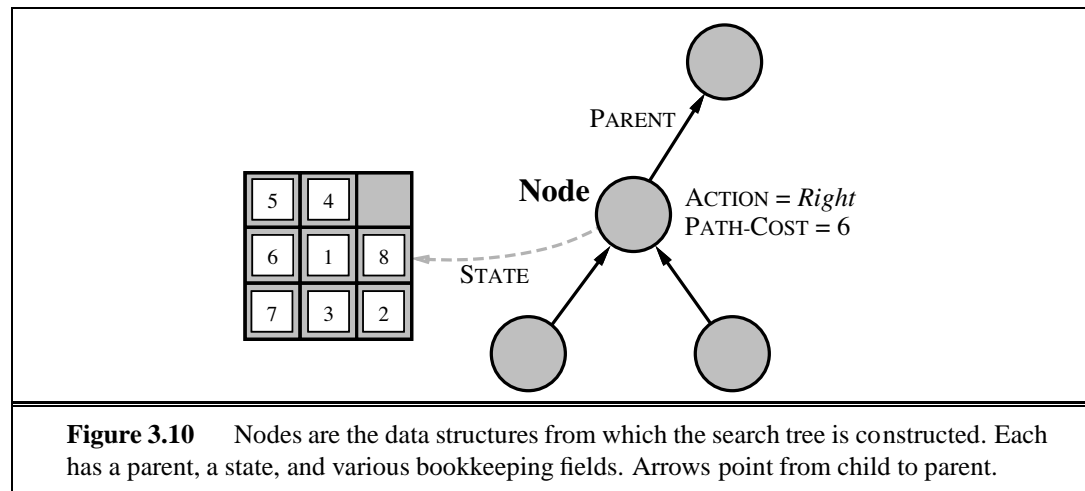 PARENT
Node
ACTION = Right
PATH-COST = 6
5 4
6 1 8
7 3 2
STATE
Figure 3.10 Nodes are the data structures from which the search tree is constructed. Each
has a parent, a state, and various bookkeeping fields. Arrows point from child to parent.